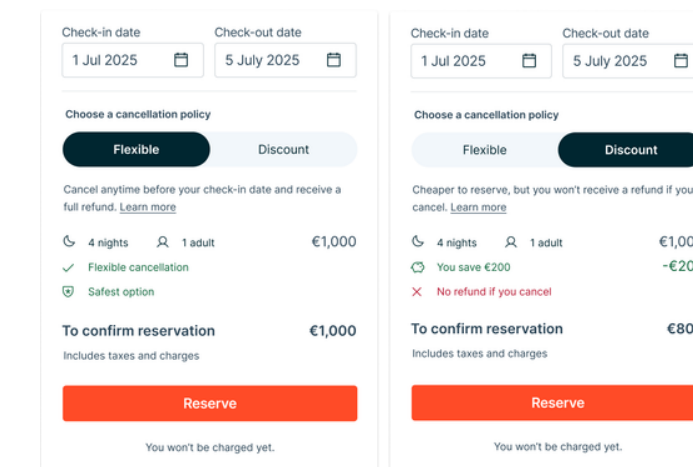 Check-in date Check-out date
1 Jul 2025 5 July 2025
Choose a cancellation policy
Flexible Discount
Cancel anytime before your check-in date and receive a
full refund. Learn more
4 nights 1 adult €1,000
Flexible cancellation
Safest option
To confirm reservation €1,000
Includes taxes and charges
Reserve
You won't be charged yet.
Check-in date Check-out date
1 Jul 2025 5 July 2025
Choose a cancellation policy
Flexible Discount
Cheaper to reserve, but you won't receive a refund if you
cancel. Learn more
4 nights 1 adult €1,00
You save €200 -€20
No refund if you cancel
To confirm reservation €80
Includes taxes and charges
Reserve
You won't be charged yet.